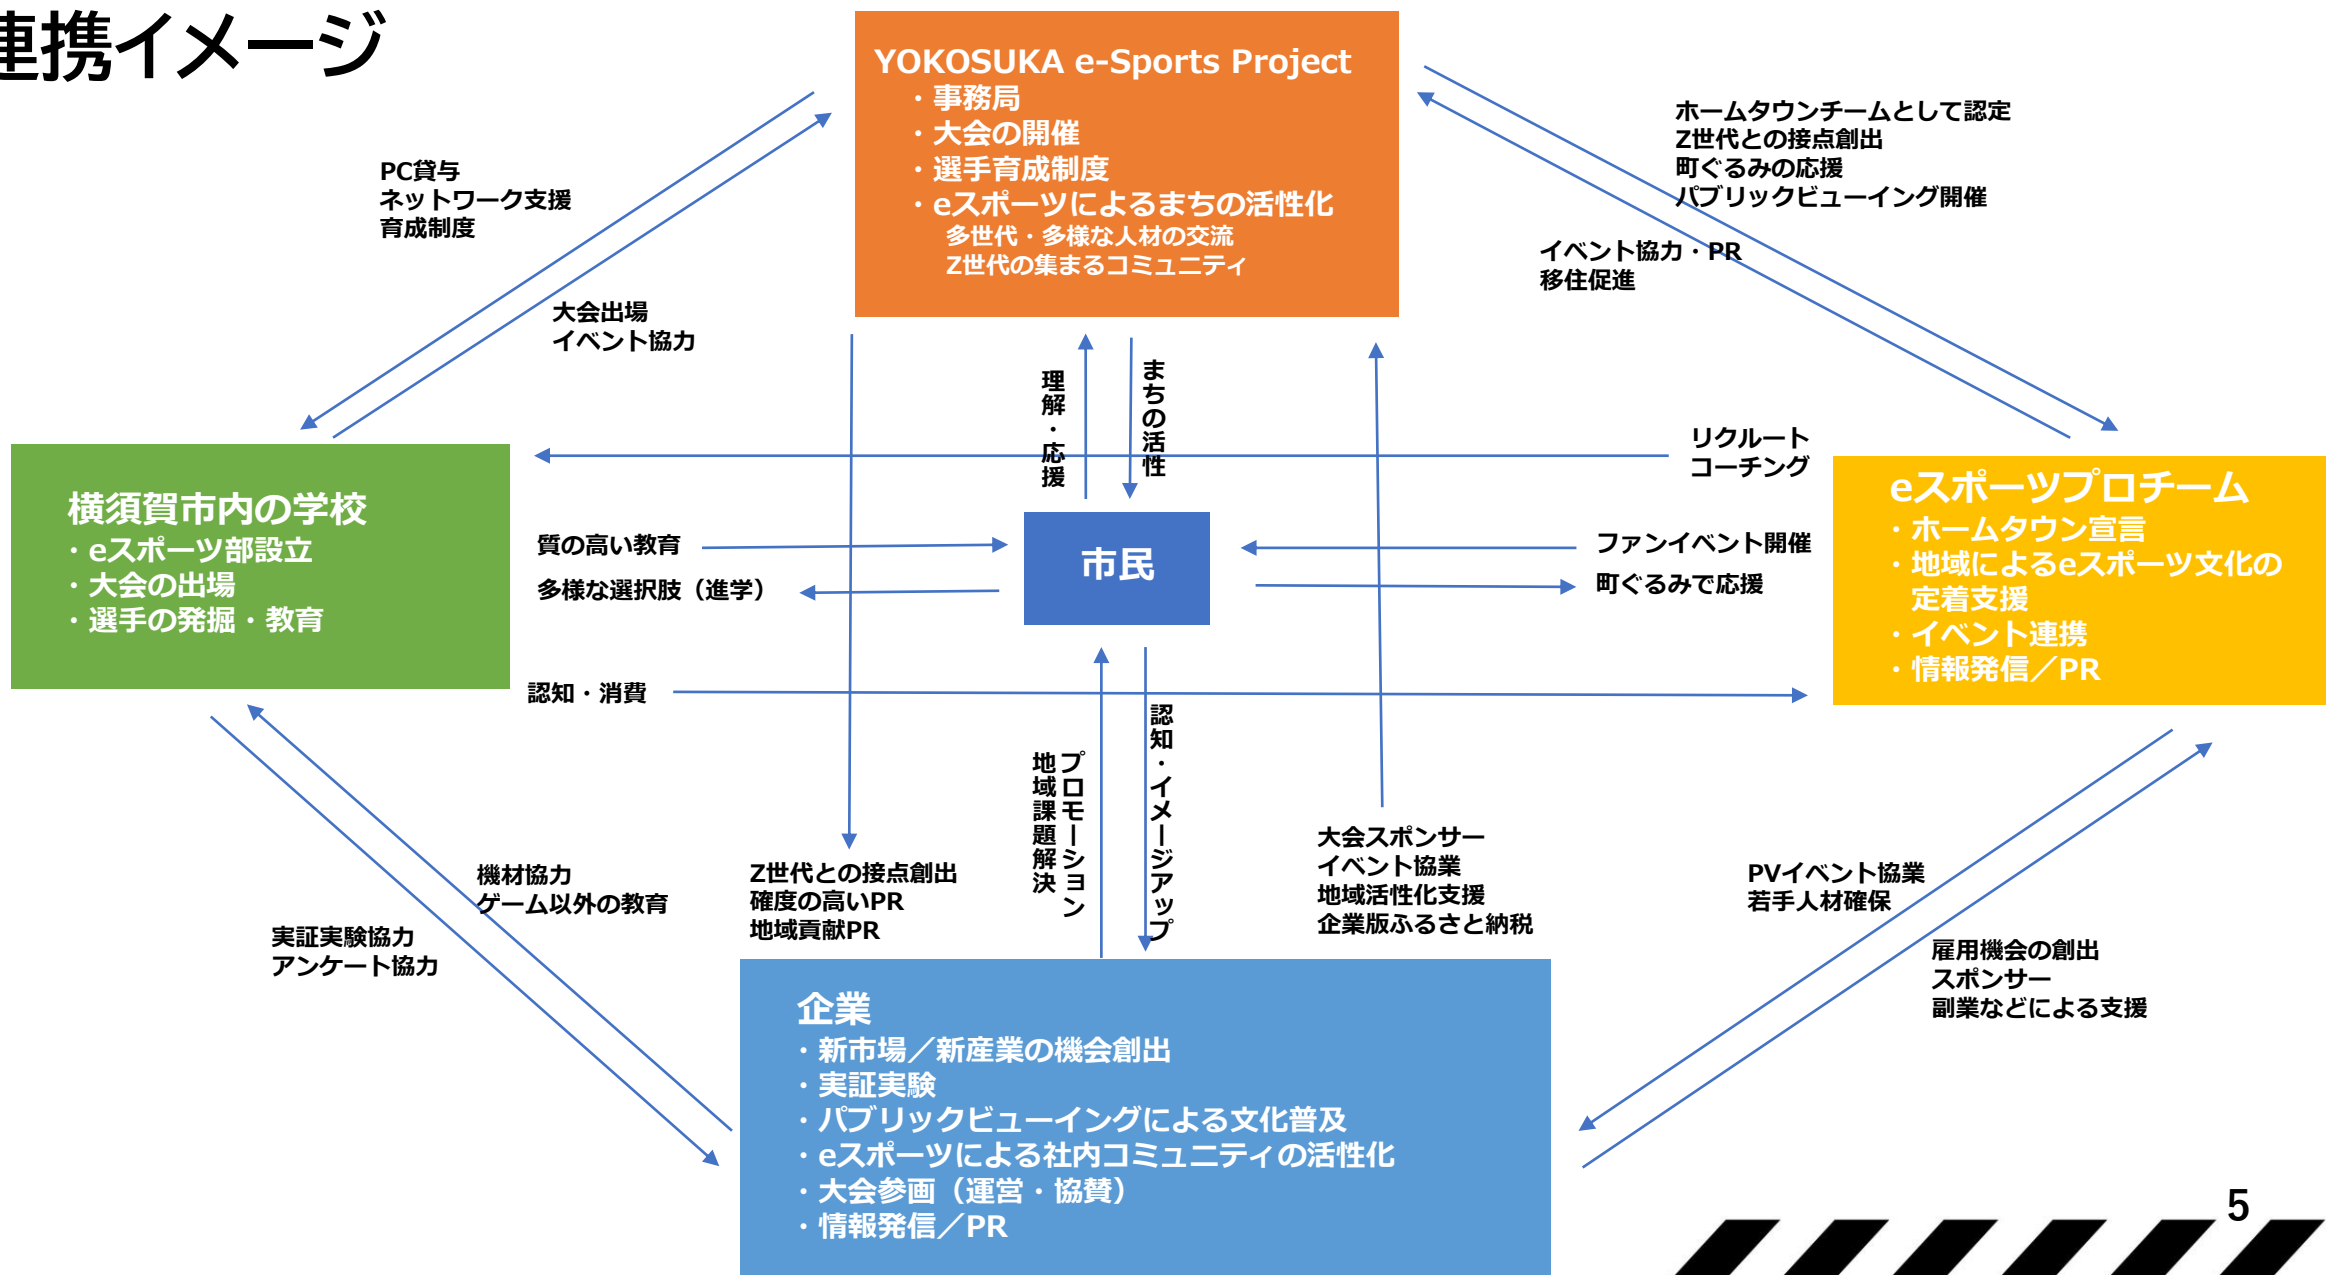 連携イメージ
YOKOSUKA e-Sports Project
・事務局
・大会の開催
・選手育成制度
・eスポーツによるまちの活性化
多世代・多様な人材の交流
Z世代の集まるコミュニティ
PC貸与
ネットワーク支援
育成制度
大会出場
イベント協力
ホームタウンチームとして認定
Z世代との接点創出
町ぐるみの応援
パブリックビューイング開催
イベント協力・PR
移住促進
理解・応援
まちの活性
リクルート
コーチング
横須賀市内の学校
・eスポーツ部設立
・大会の出場
・選手の発掘・教育
質の高い教育
多様な選択肢（進学）
市民
ファンイベント開催
町ぐるみで応援
eスポーツプロチーム
・ホームタウン宣言
・地域によるeスポーツ文化の
定着支援
・イベント連携
・情報発信／PR
認知・消費
プロモーション
地域課題解決
認知・イメージアップ
機材協力
ゲーム以外の教育
実証実験協力
アンケート協力
Z世代との接点創出
確度の高いPR
地域貢献PR
大会スポンサー
イベント協業
地域活性化支援
企業版ふるさと納税
PVイベント協業
若手人材確保
雇用機会の創出
スポンサー
副業などによる支援
企業
・新市場／新産業の機会創出
・実証実験
・パブリックビューイングによる文化普及
・eスポーツによる社内コミュニティの活性化
・大会参画（運営・協賛）
・情報発信／PR
5